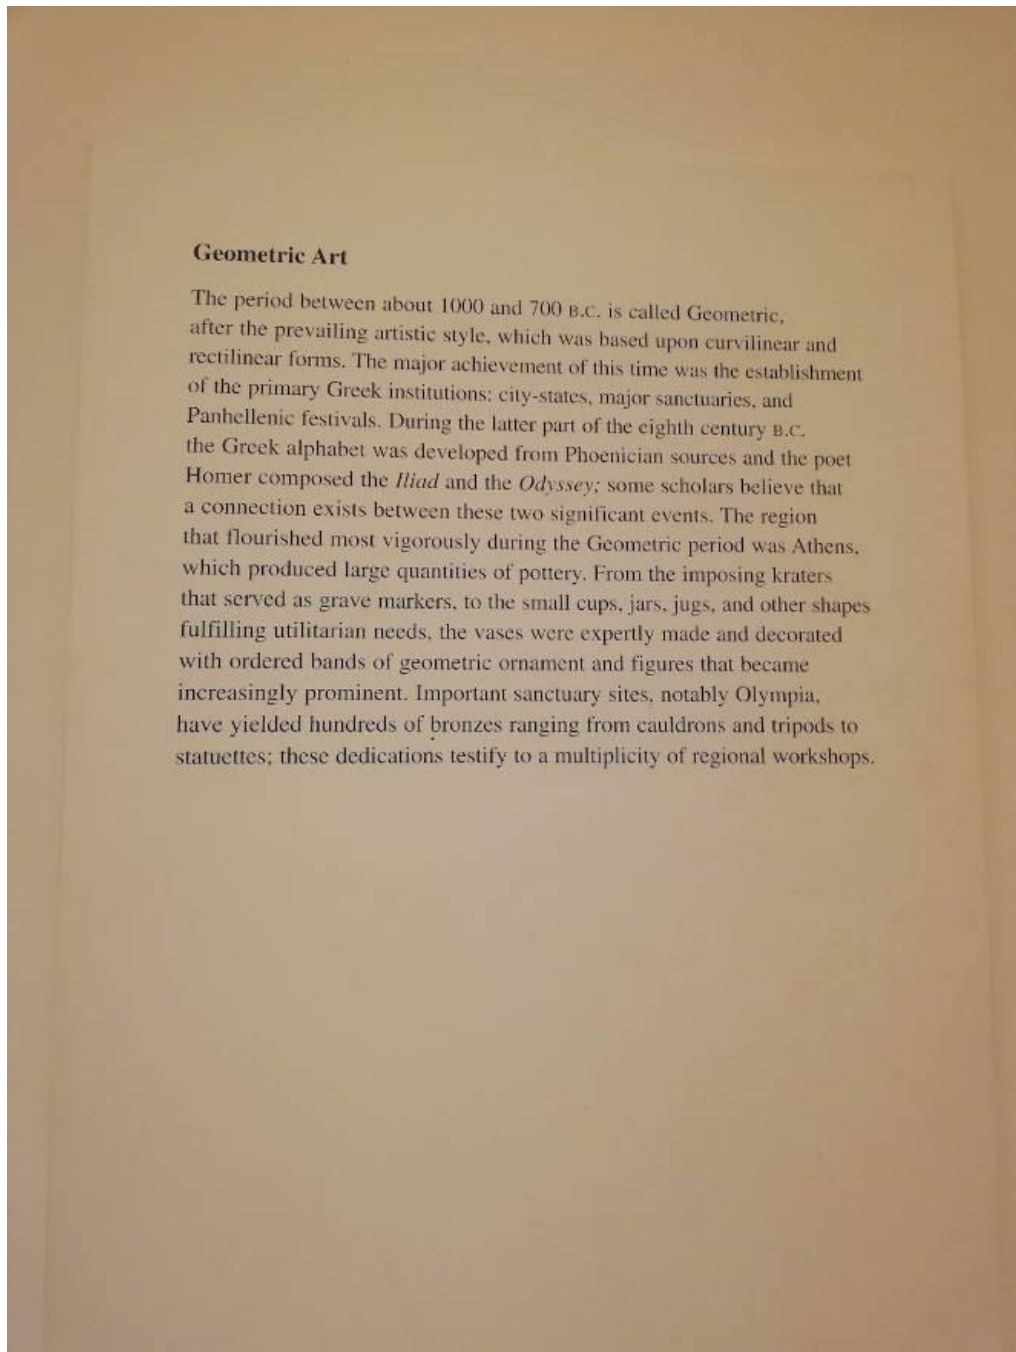 Geometric Art
The period between about 1000 and 700 B.C. is called Geometric,
after the prevailing artistic style, which was based upon curvilinear and
rectilinear forms. The major achievement of this time was the establishment
of the primary Greek institutions: city-states, major sanctuaries, and
Panhellenic festivals. During the latter part of the eighth century B.C.
the Greek alphabet was developed from Phoenician sources and the poet
Homer composed the Iliad and the Odyssey; some scholars believe that
a connection exists between these two significant events. The region
that flourished most vigorously during the Geometric period was Athens,
which produced large quantities of pottery. From the imposing kraters
that served as grave markers, to the small cups, jars, jugs, and other shapes
fulfilling utilitarian needs, the vases were expertly made and decorated
with ordered bands of geometric ornament and figures that became
increasingly prominent. Important sanctuary sites, notably Olympia,
have yielded hundreds of bronzes ranging from cauldrons and tripods to
statuettes; these dedications testify to a multiplicity of regional workshops.